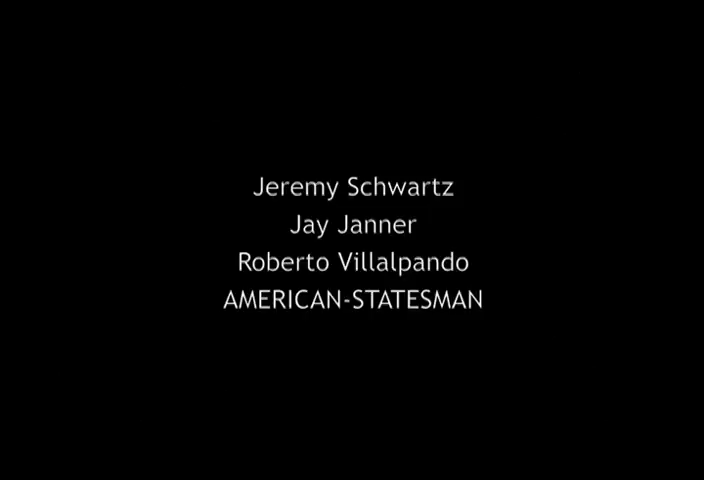 Jeremy Schwartz
Jay Janner
Roberto Villalpando
AMERICAN-STATESMAN